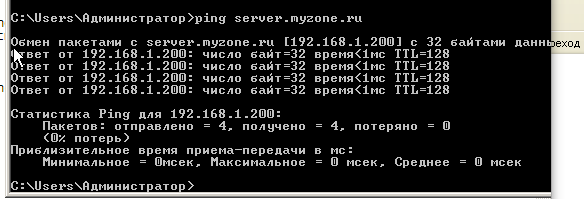 C:\Users\Администратор>ping server.myzone.ru
Обмен пакетами с server.myzone.ru [192.168.1.200] с 32 байтами данн
еход
Ответ от 192.168.1.200: число байт=32 время<1мс TTL=128
Ответ от 192.168.1.200: число байт=32 время<1мс TTL=128
Ответ от 192.168.1.200: число байт=32 время<1мс TTL=128
Ответ от 192.168.1.200: число байт=32 время<1мс TTL=128
Статистика Ping для 192.168.1.200:
Пакетов: отправлено = 4, получено = 4, потеряно = 0
(0% потерь)
Приблизительное время приема-передачи в мс:
Минимальное = 0мсек, Максимальное = 0 мсек, Среднее = 0 мсек
C:\Users\Администратор>